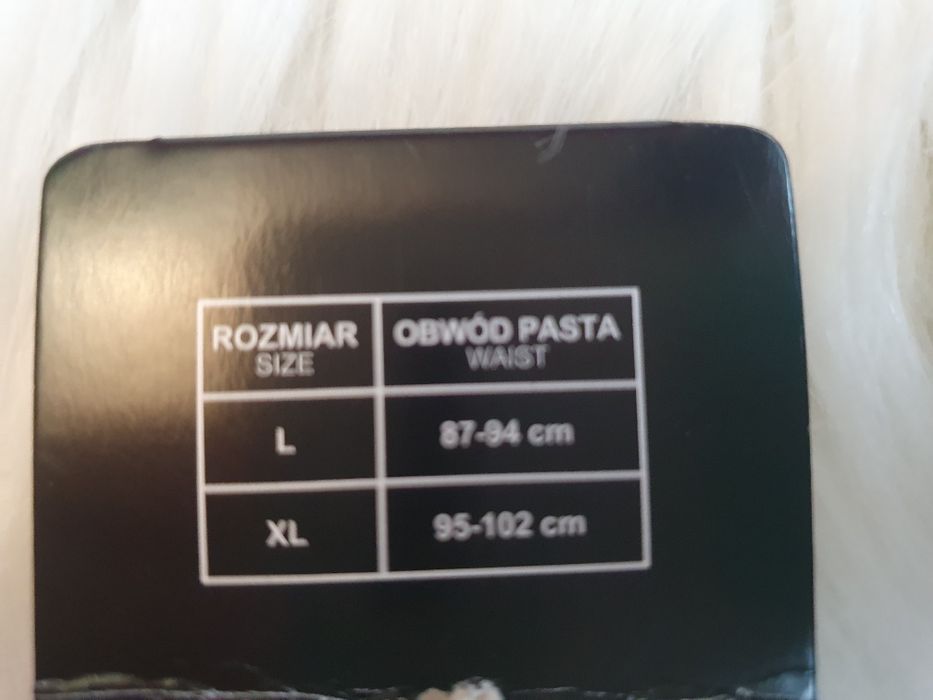 ROZMIAR OBWÓD PASTA
SIZE WAIST
L 87-94 cm
XL 95-102 cm